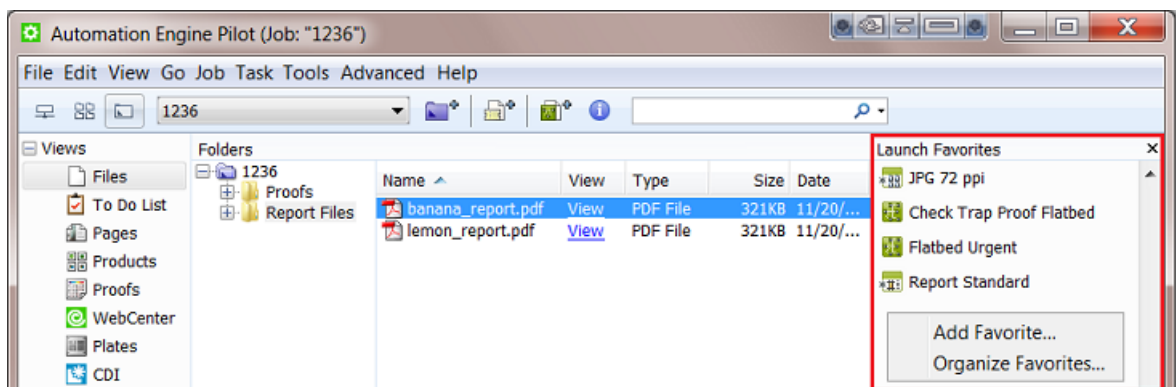 Automation Engine Pilot (Job: "1236")
File Edit View Go Job Task Tools Advanced Help
1236
Views
Files
To Do List
Pages
Products
Proofs
WebCenter
Plates
CDI
Folders
1236
Proofs
Report Files
Name View Type Size Date
banana_report.pdf View PDF File 321KB 11/20/...
lemon_report.pdf View PDF File 321KB 11/20/...
Launch Favorites
JPG 72 ppi
Check Trap Proof Flatbed
Flatbed Urgent
Report Standard
Add Favorite...
Organize Favorites...